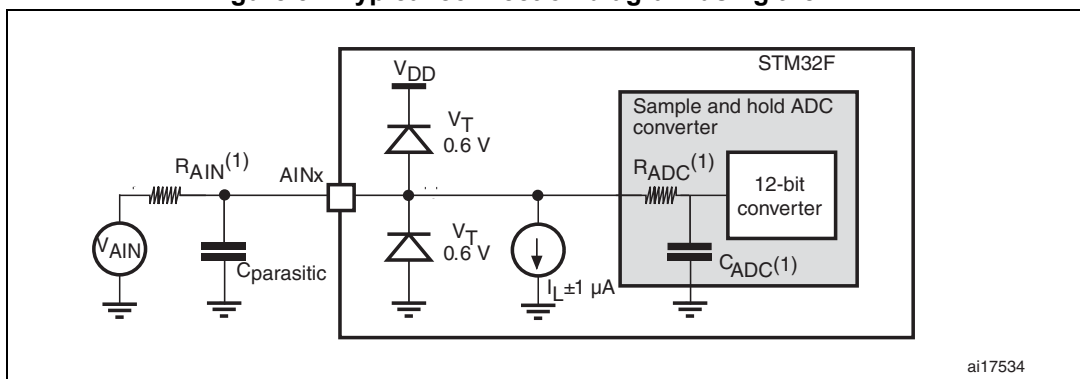 STM32F
VDD
Sample and hold ADC
converter
VT
0.6 V
RAIN(1)
AINx
RADC(1)
12-bit
converter
VAIN
Cparasitic
VT
0.6 V
IL±1 µA
CADC(1)
ai17534